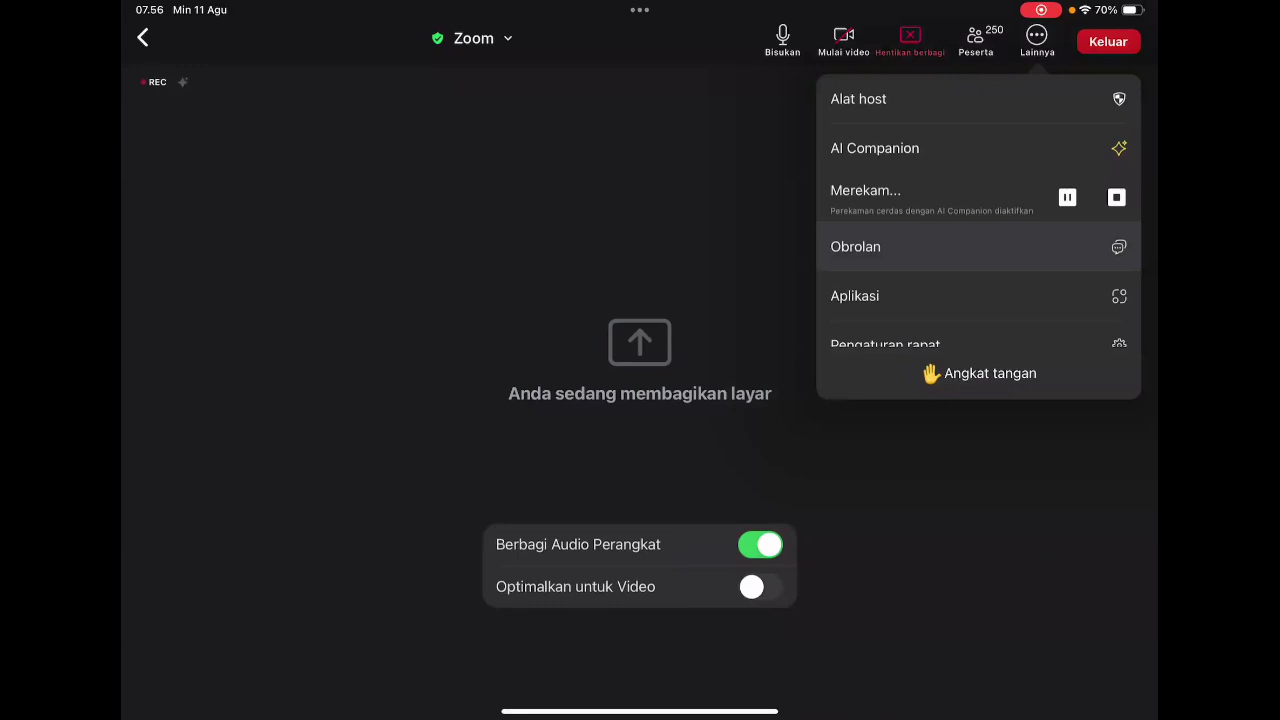 07.56 Min 11 Agu
70%
Zoom
Bisukan
Mulai video
Hentikan berbagi
250
Peserta
Lainnya
Keluar
REC
Alat host
AI Companion
Merekam...
Perekaman cerdas dengan AI Companion diaktifkan
Obrolan
Aplikasi
Pengaturan rapat
Angkat tangan
Anda sedang membagikan layar
Berbagi Audio Perangkat
Optimalkan untuk Video